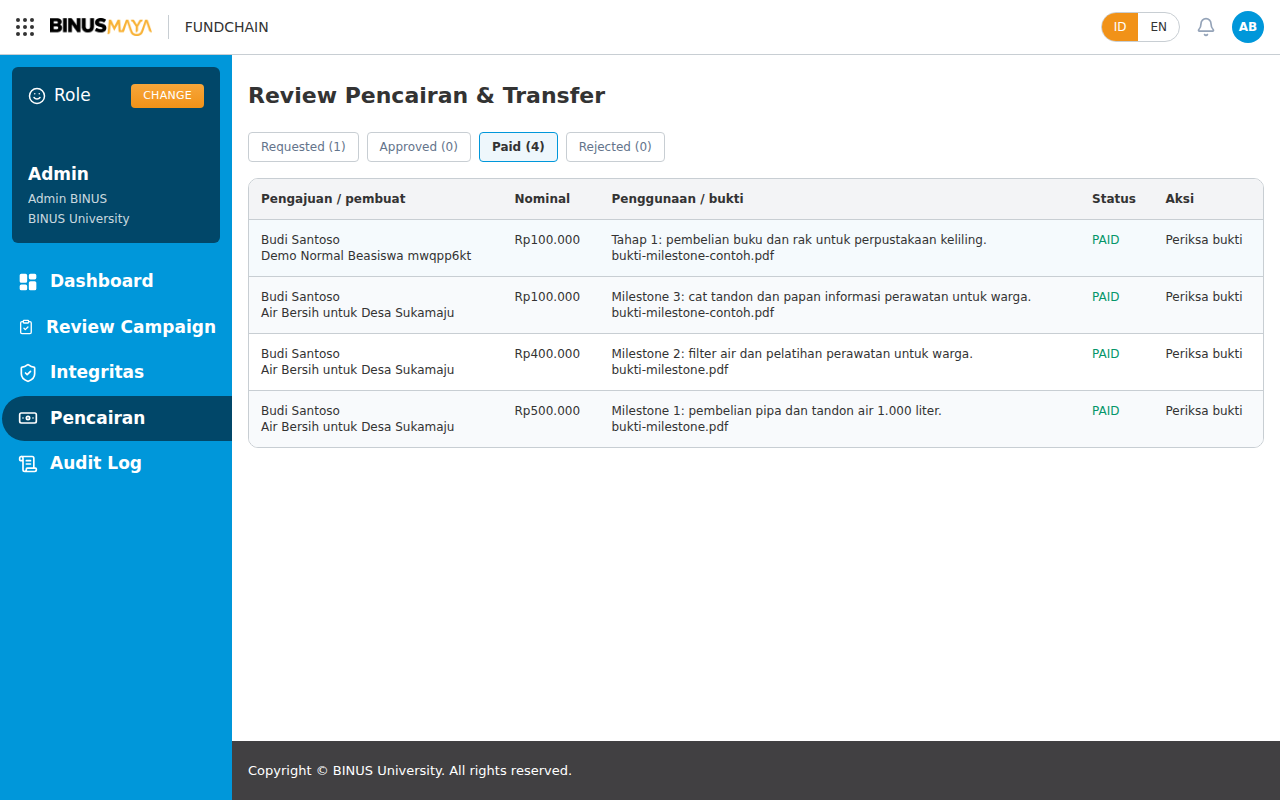 BINUSMAYA
FUNDCHAIN
ID
EN
AB
Role
CHANGE
Admin
Admin BINUS
BINUS University
Dashboard
Review Campaign
Integritas
Pencairan
Audit Log
Review Pencairan & Transfer
Requested (1)
Approved (0)
Paid (4)
Rejected (0)
Pengajuan / pembuat Nominal Penggunaan / bukti Status Aksi
Budi Santoso Rp100.000 Tahap 1: pembelian buku dan rak untuk perpustakaan keliling. PAID Periksa bukti
Demo Normal Beasiswa mwqpp6kt bukti-milestone-contoh.pdf
Budi Santoso Rp100.000 Milestone 3: cat tandon dan papan informasi perawatan untuk warga. PAID Periksa bukti
Air Bersih untuk Desa Sukamaju bukti-milestone-contoh.pdf
Budi Santoso Rp400.000 Milestone 2: filter air dan pelatihan perawatan untuk warga. PAID Periksa bukti
Air Bersih untuk Desa Sukamaju bukti-milestone.pdf
Budi Santoso Rp500.000 Milestone 1: pembelian pipa dan tandon air 1.000 liter. PAID Periksa bukti
Air Bersih untuk Desa Sukamaju bukti-milestone.pdf
Copyright © BINUS University. All rights reserved.